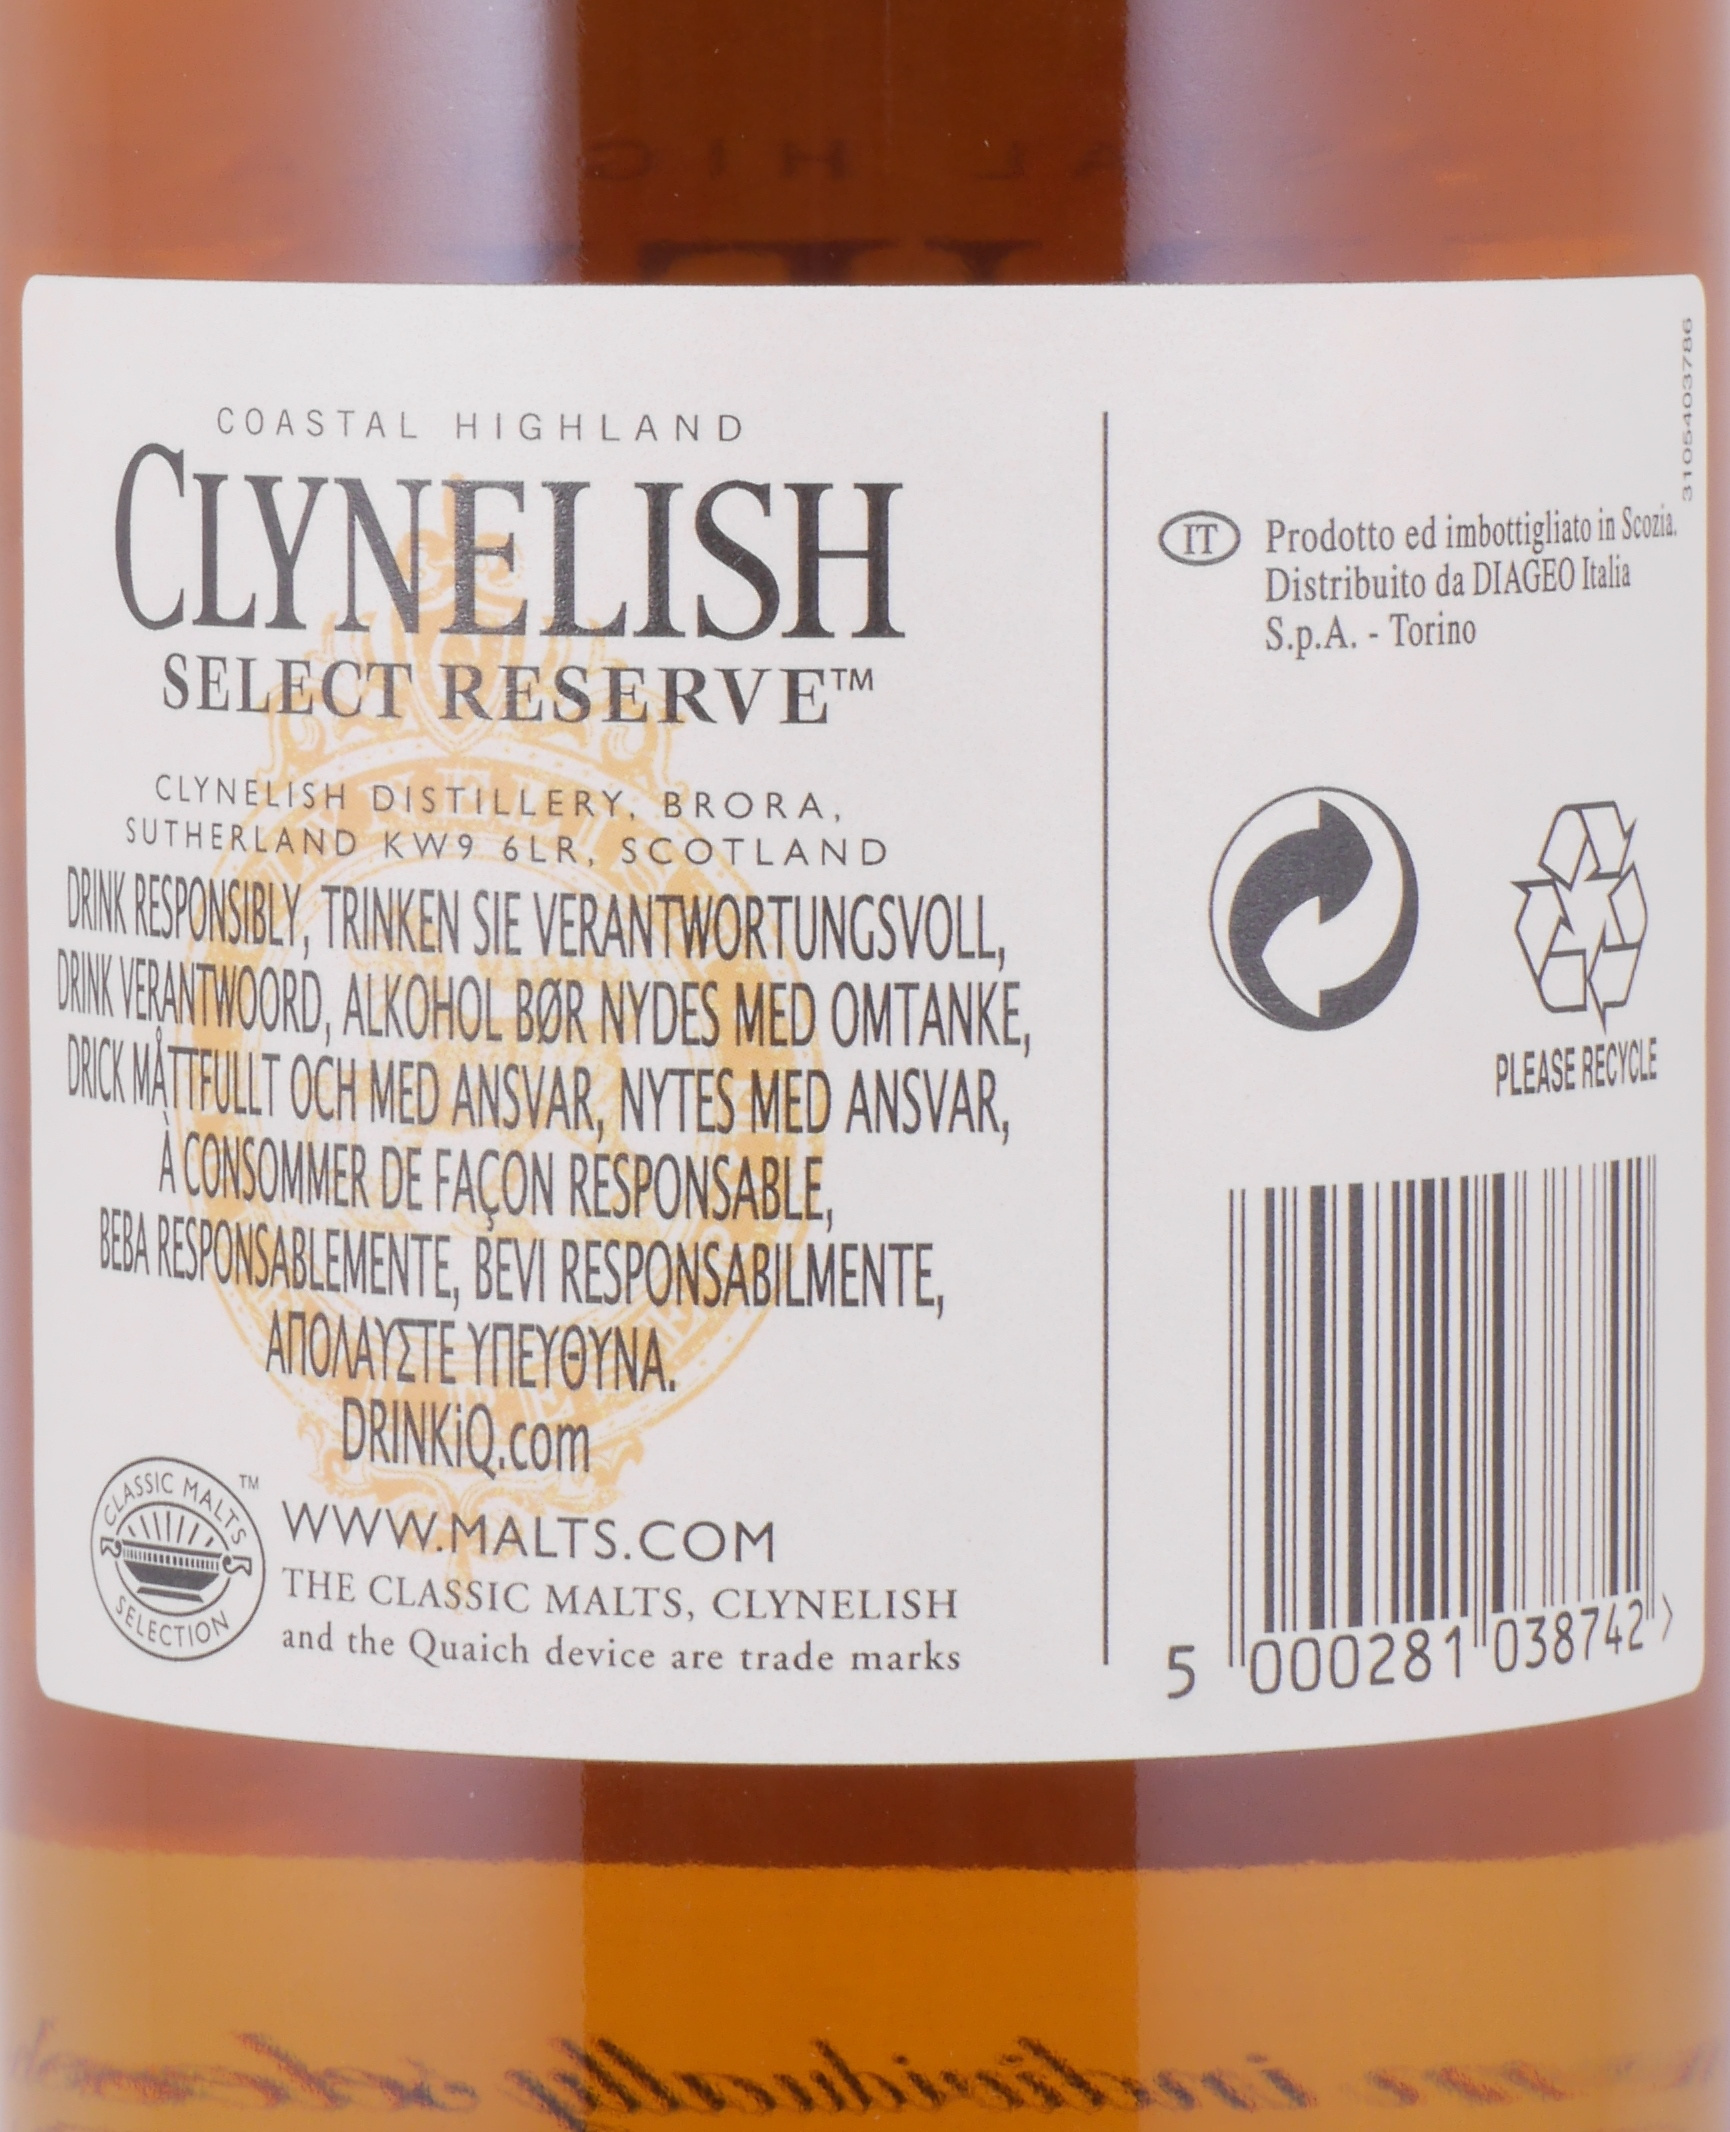 COASTAL HIGHLAND
CLYNELISH
SELECT RESERVE™
CLYNELISH DISTILLERY, BRORA,
SUTHERLAND KW9 6LR, SCOTLAND
DRINK RESPONSIBLY, TRINKEN SIE VERANTWORTUNGSVOLL,
DRINK VERANTWOORD, ALKOHOL BØR NYDES MED OMTANKE,
DRICK MÅTTFULLT OCH MED ANSVAR, NYTES MED ANSVAR,
À CONSOMMER DE FAÇON RESPONSABLE,
BEBA RESPONSABLEMENTE, BEVI RESPONSABILMENTE,
ΑΠΟΛΑΥΣΤΕ ΥΠΕΥΘΥΝΑ.
DRINKiQ.com
CLASSIC MALTS ™
SELECTION
WWW.MALTS.COM
THE CLASSIC MALTS, CLYNELISH
and the Quaich device are trade marks
3105403786
IT Prodotto ed imbottigliato in Scozia.
Distribuito da DIAGEO Italia
S.p.A. - Torino
PLEASE RECYCLE
5 000281 038742 >
individually